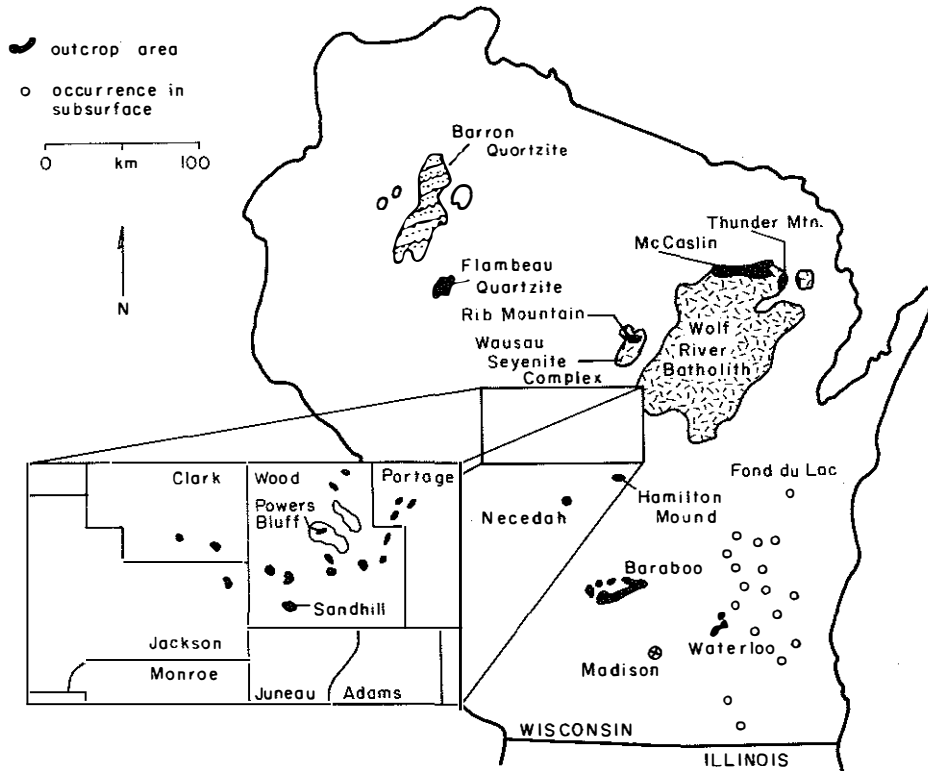 outcrop area
occurrence in
subsurface
0 km 100
N
Barron
Quartzite
Thunder Mtn.
McCaslin
Flambeau
Quartzite
Rib Mountain
Wausau
Seyenite
Complex
Wolf
River
Batholith
Clark
Wood
Portage
Powers
Bluff
Sandhill
Jackson
Monroe
Juneau
Adams
Fond du Lac
Necedah
Hamilton
Mound
Baraboo
Waterloo
Madison
WISCONSIN
ILLINOIS